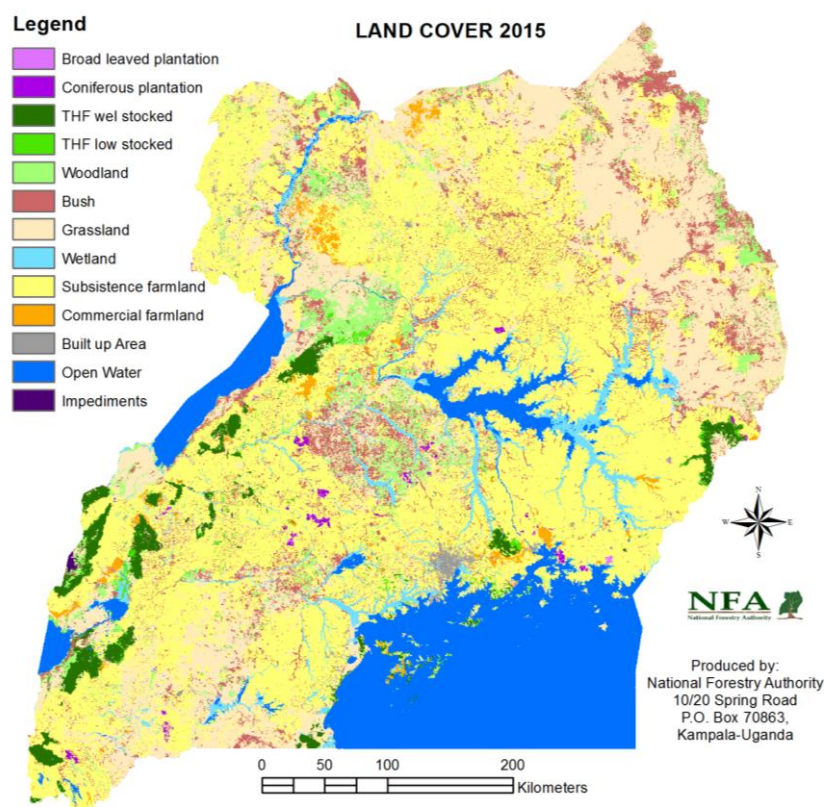 Legend
LAND COVER 2015
Broad leaved plantation
Coniferous plantation
THF wel stocked
THF low stocked
Woodland
Bush
Grassland
Wetland
Subsistence farmland
Commercial farmland
Built up Area
Open Water
Impediments
N
W E
S
NFA
National Forestry Authority
Produced by:
National Forestry Authority
10/20 Spring Road
P.O. Box 70863,
Kampala-Uganda
0 50 100 200
Kilometers